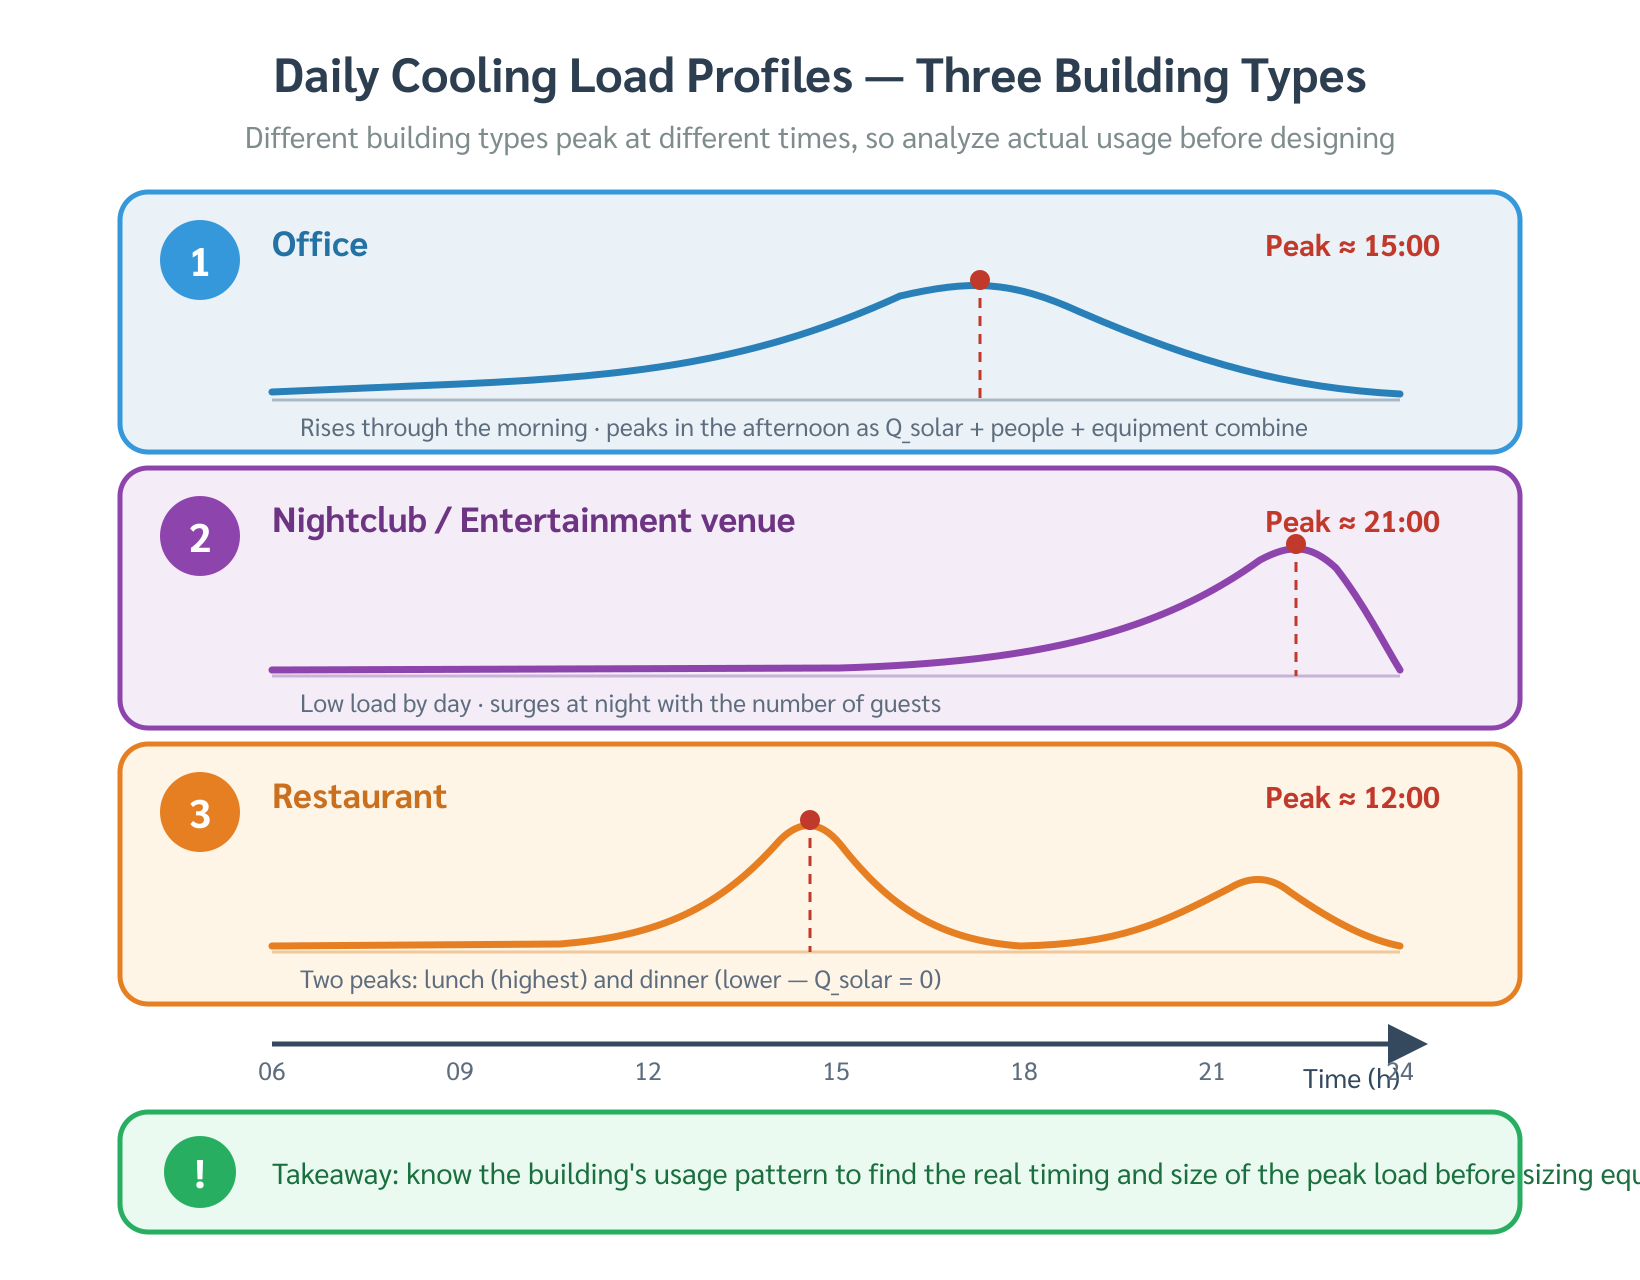 Daily Cooling Load Profiles — Three Building Types
Different building types peak at different times, so analyze actual usage before designing
1
Office
Peak ≈ 15:00
Rises through the morning · peaks in the afternoon as Q_solar + people + equipment combine
2
Nightclub / Entertainment venue
Peak ≈ 21:00
Low load by day · surges at night with the number of guests
3
Restaurant
Peak ≈ 12:00
Two peaks: lunch (highest) and dinner (lower — Q_solar = 0)
06 09 12 15 18 21 24
Time (h)
! Takeaway: know the building's usage pattern to find the real timing and size of the peak load before sizing